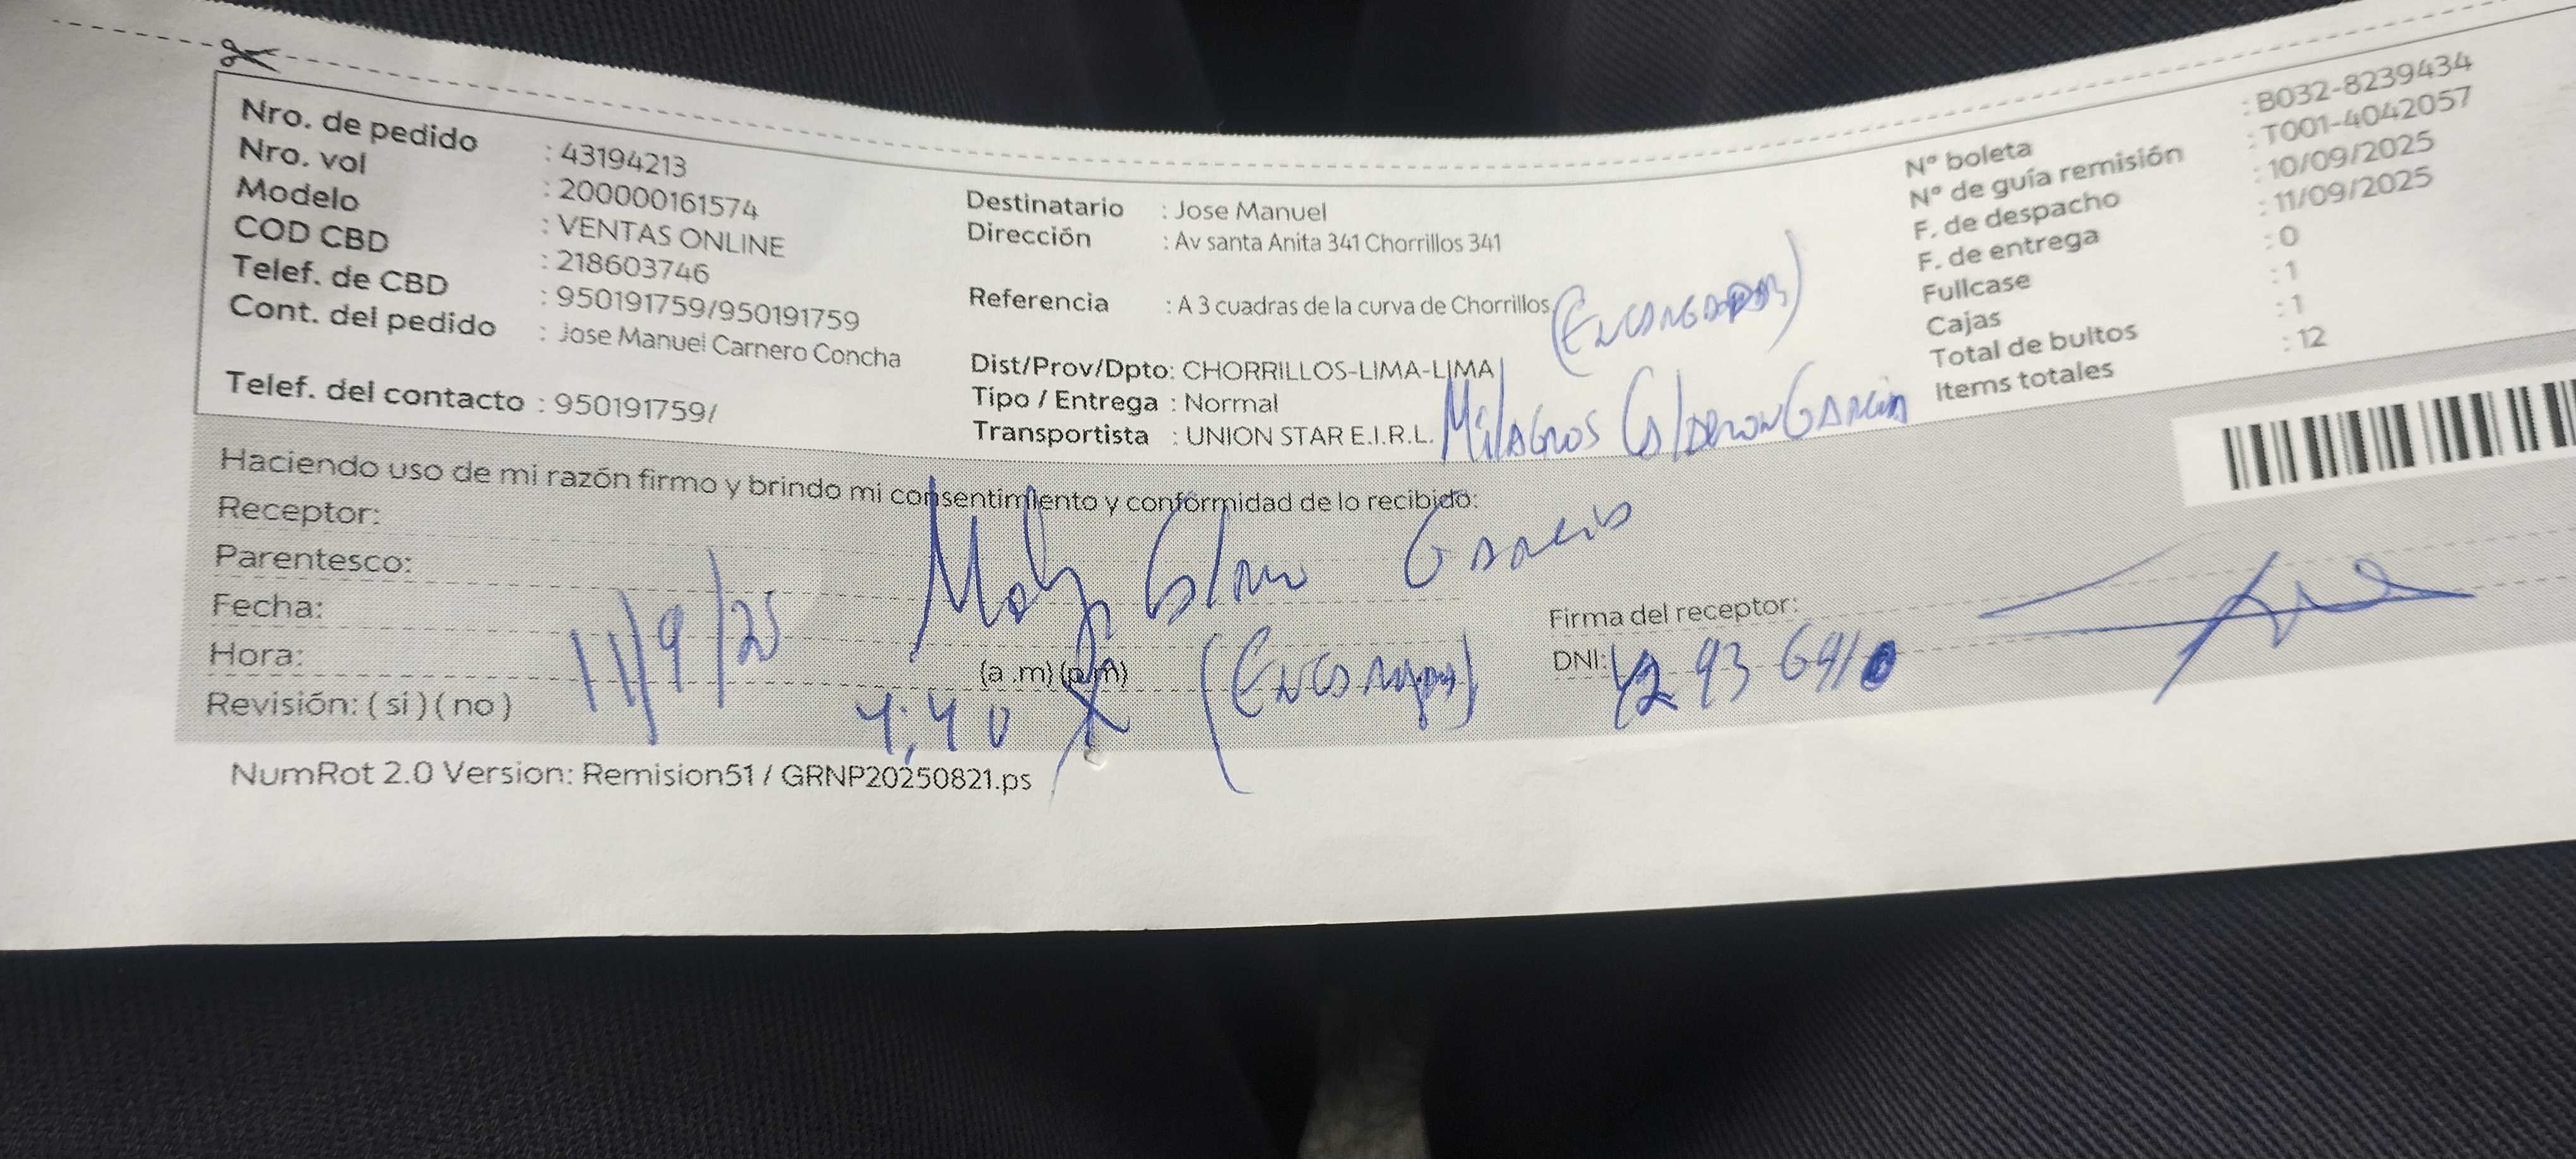 Nro. de pedido : 43194213
Nro. vol : 200000161574
Modelo : VENTAS ONLINE
COD CBD : 218603746
Telef. de CBD : 950191759/950191759
Cont. del pedido : Jose Manuel Carnero Concha
Telef. del contacto : 950191759/
Destinatario : Jose Manuel
Dirección : Av santa Anita 341 Chorrillos 341
Referencia : A 3 cuadras de la curva de Chorrillos
Dist/Prov/Dpto: CHORRILLOS-LIMA-LIMA
Tipo / Entrega : Normal
Transportista : UNION STAR E.I.R.L.
Milagros Calderon Garcia
N° boleta : B032-8239434
N° de guía remisión : T001-4042057
F. de despacho : 10/09/2025
F. de entrega : 11/09/2025
Fullcase : 0
Cajas : 1
Total de bultos : 1
Items totales : 12
Haciendo uso de mi razón firmo y brindo mi consentimiento y conformidad de lo recibido:
Receptor: Garcia
Parentesco:
Fecha: 11/9/25
Hora: 4:40 (a .m) (p.m)
Revisión: ( si ) ( no )
Firma del receptor:
DNI:
NumRot 2.0 Version: Remision51 / GRNP20250821.ps